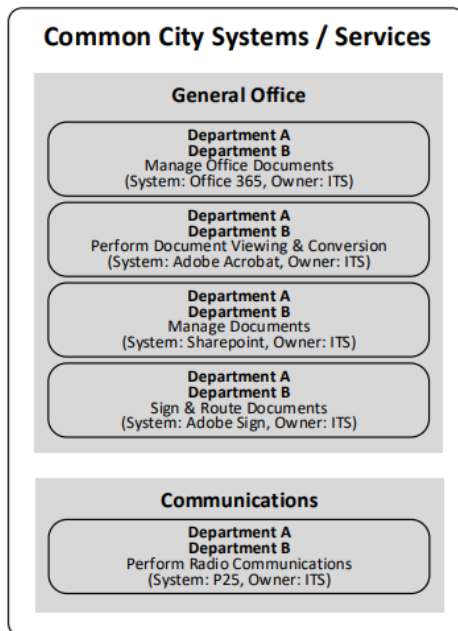 Common City Systems / Services
General Office
Department A
Department B
Manage Office Documents
(System: Office 365, Owner: ITS)
Department A
Department B
Perform Document Viewing & Conversion
(System: Adobe Acrobat, Owner: ITS)
Department A
Department B
Manage Documents
(System: Sharepoint, Owner: ITS)
Department A
Department B
Sign & Route Documents
(System: Adobe Sign, Owner: ITS)
Communications
Department A
Department B
Perform Radio Communications
(System: P25, Owner: ITS)